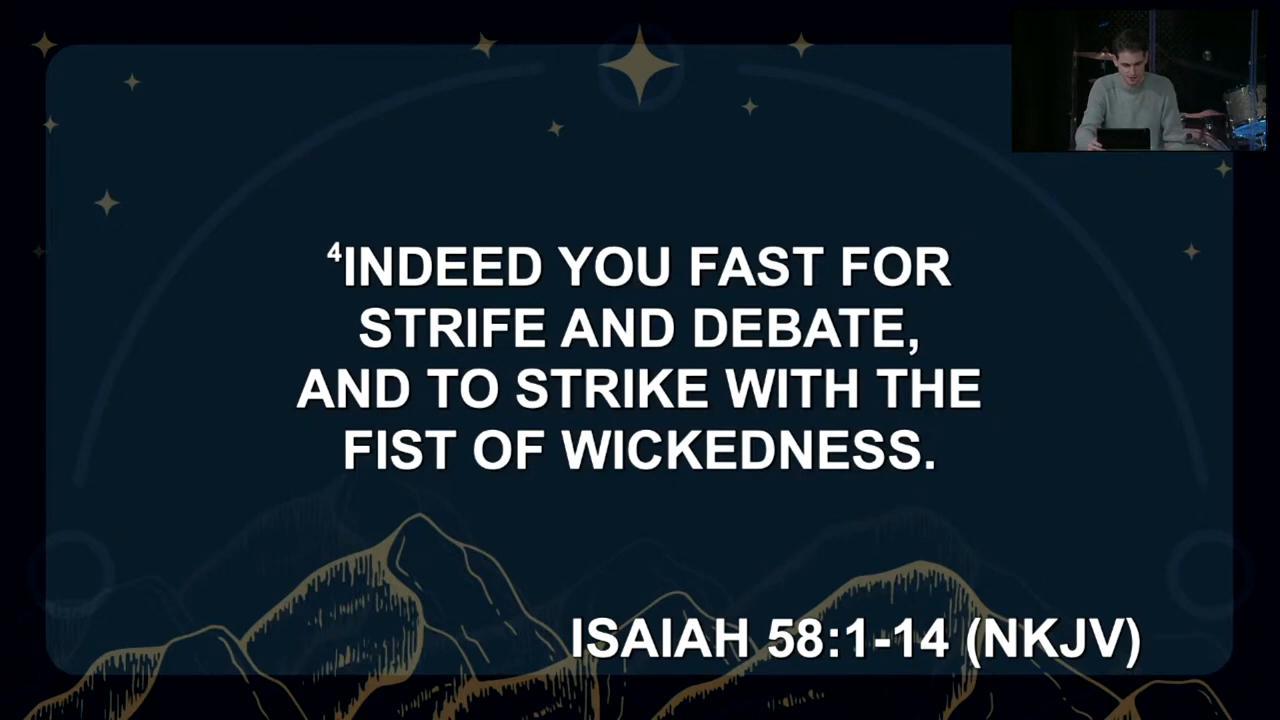 ⁴INDEED YOU FAST FOR
STRIFE AND DEBATE,
AND TO STRIKE WITH THE
FIST OF WICKEDNESS.
ISAIAH 58:1-14 (NKJV)